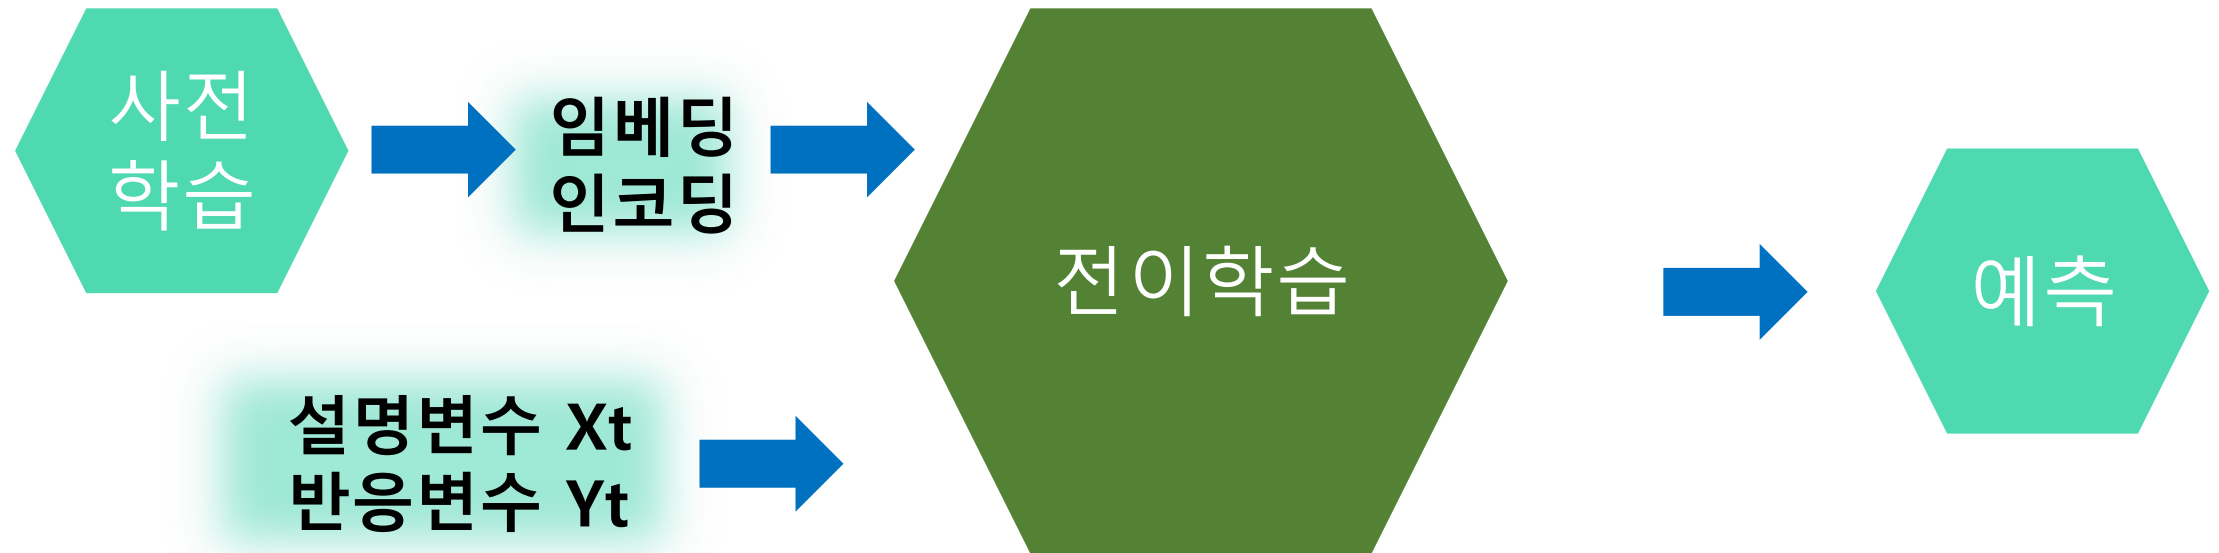 사전
학습
임베딩
인코딩
설명변수 Xt
반응변수 Yt
전이학습
예측